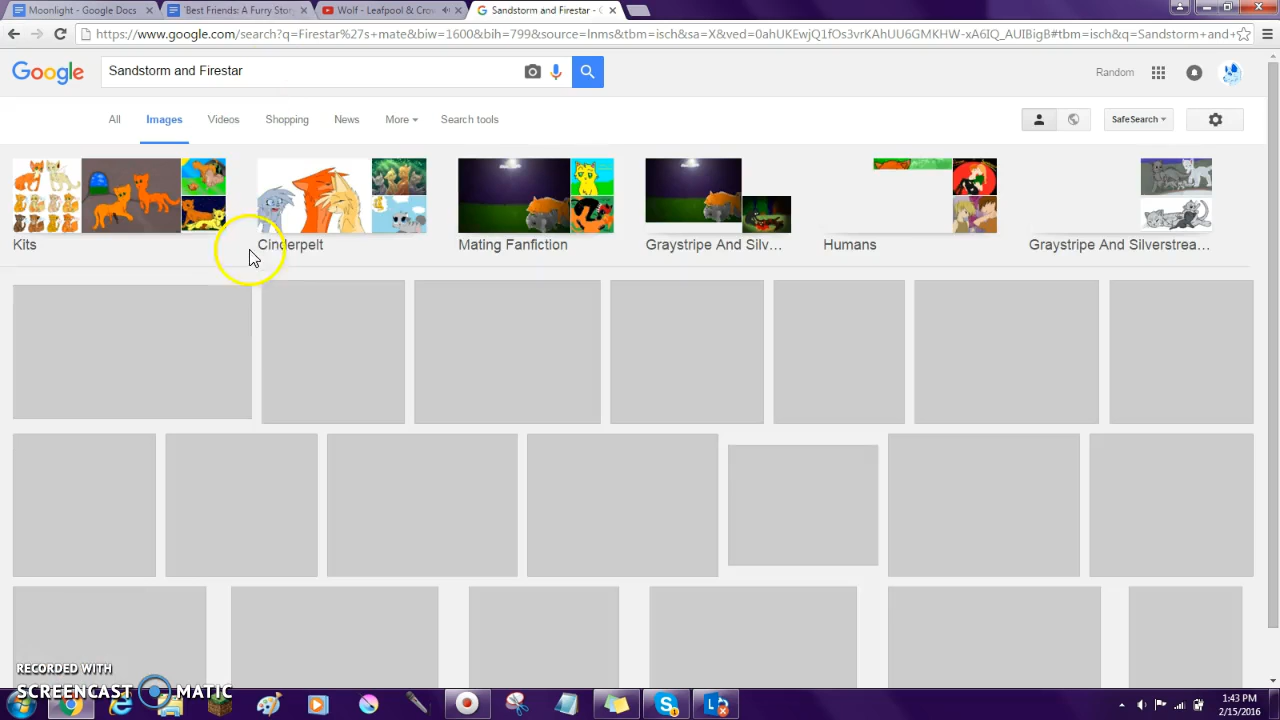 Moonlight - Google Docs
'Best Friends: A Furry Stor
Wolf - Leafpool & Cro
Sandstorm and Firestar - G
https://www.google.com/search?q=Firestar%27s+mate&biw=1600&bih=799&source=lnms&tbm=isch&sa=X&ved=0ahUKEwjQ1fOs3vrKAhUU6GMKHW-xA6IQ_AUIBigB#tbm=isch&q=Sandstorm+and+
Google
Sandstorm and Firestar
Random
All Images Videos Shopping News More Search tools
SafeSearch
Kits Cinderpelt Mating Fanfiction Graystripe And Silv... Humans Graystripe And Silverstrea...
RECORDED WITH
SCREENCAST MATIC
1:43 PM
2/15/2016